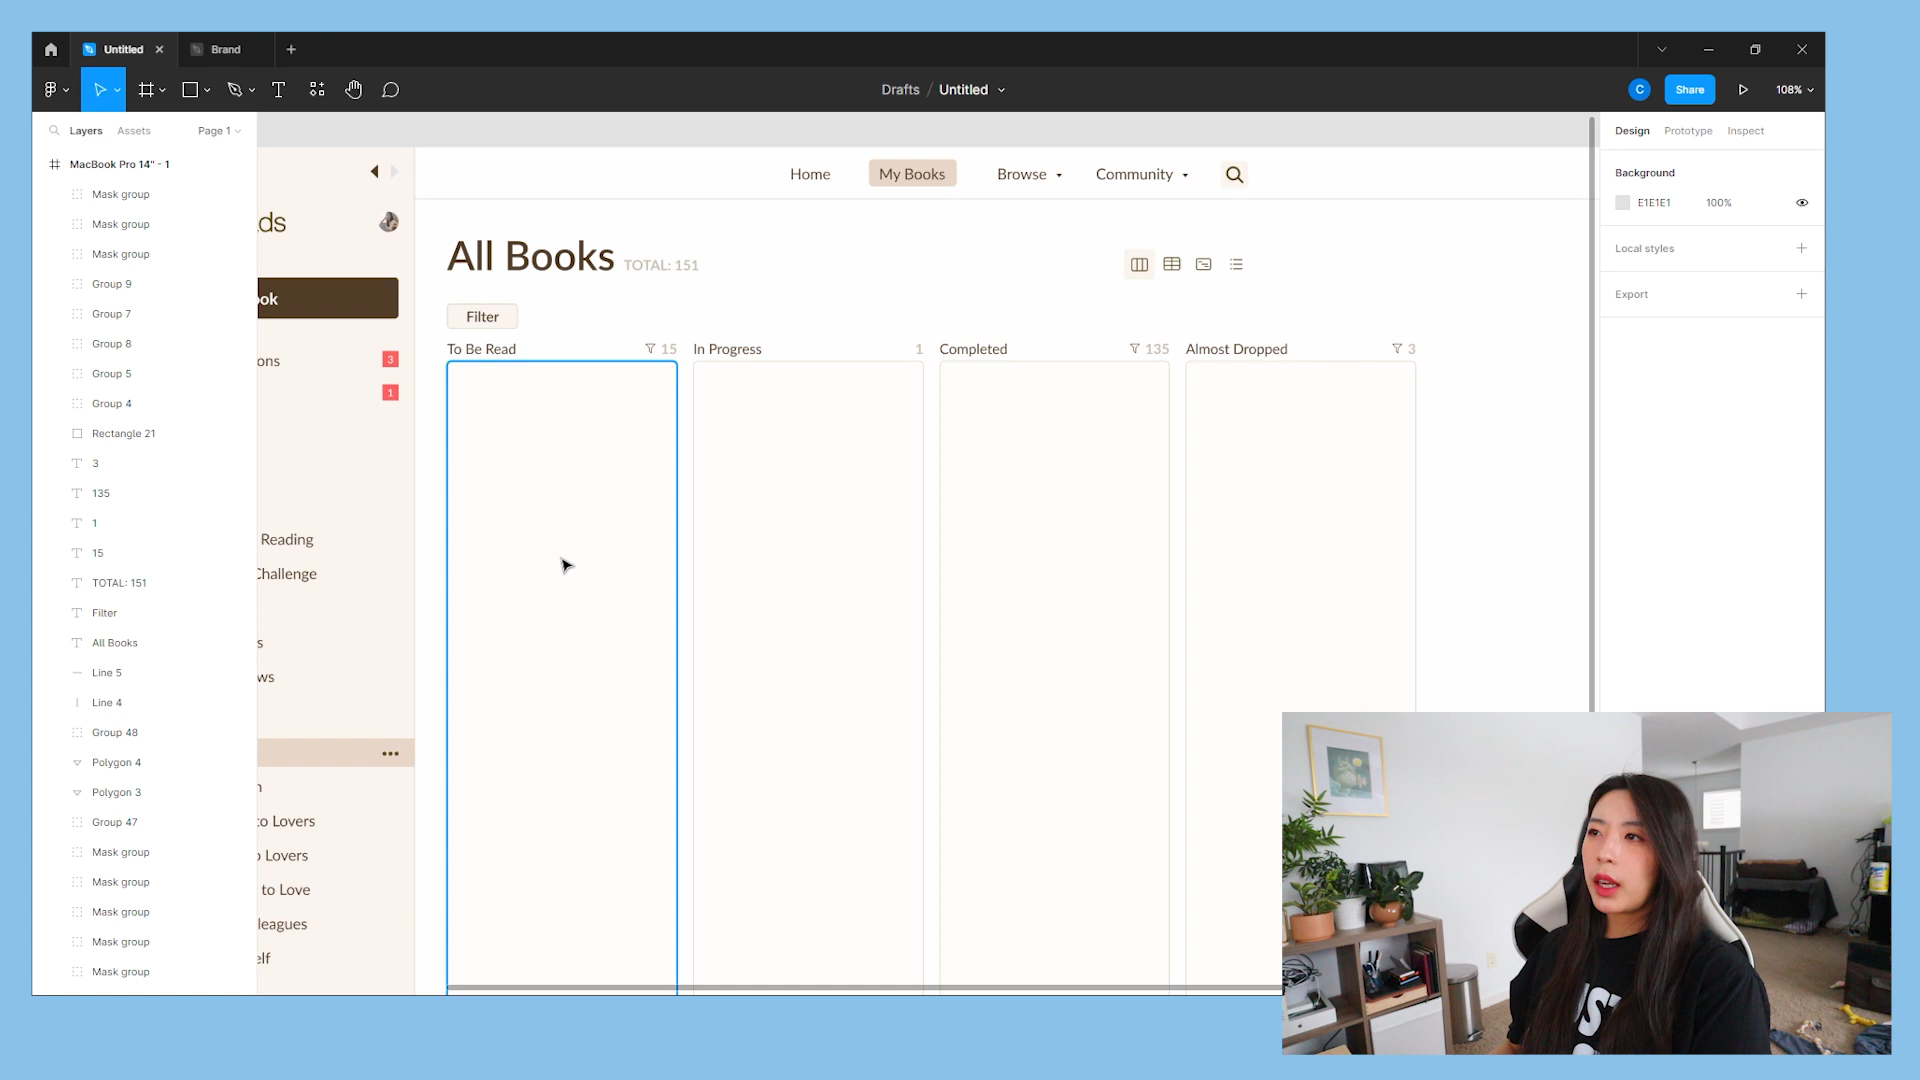 Untitled
Brand
Drafts / Untitled
C
Share
108%
Layers
Assets
Page 1
MacBook Pro 14" - 1
Mask group
Mask group
Mask group
Group 9
Group 7
Group 8
Group 5
Group 4
Rectangle 21
3
135
1
15
TOTAL: 151
Filter
All Books
Line 5
Line 4
Group 48
Polygon 4
Polygon 3
Group 47
Mask group
Mask group
Mask group
Mask group
Mask group
ds
ook
ons
3
1
Reading
Challenge
s
ws
to Lovers
Lovers
to Love
lleagues
elf
Home
My Books
Browse
Community
All Books TOTAL: 151
Filter
To Be Read 15
In Progress 1
Completed 135
Almost Dropped 3
Design
Prototype
Inspect
Background
E1E1E1
100%
Local styles
Export